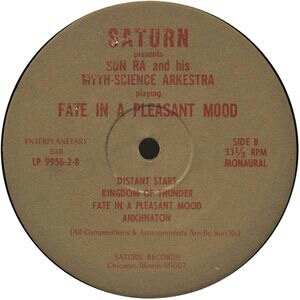 SATURN
presents
SUN RA and his
MYTH-SCIENCE ARKESTRA
playing
FATE IN A PLEASANT MOOD
ENTERPLANETARY
BMI
LP 9956-2-B
SIDE B
33⅓ RPM
MONAURAL
DISTANT STARS
KINGDOM OF THUNDER
FATE IN A PLEASANT MOOD
ANKHNATON
(All Compositions & Arrangements Are By Sun Ra)
SATURN RECORDS
Chicago, Illinois-60607